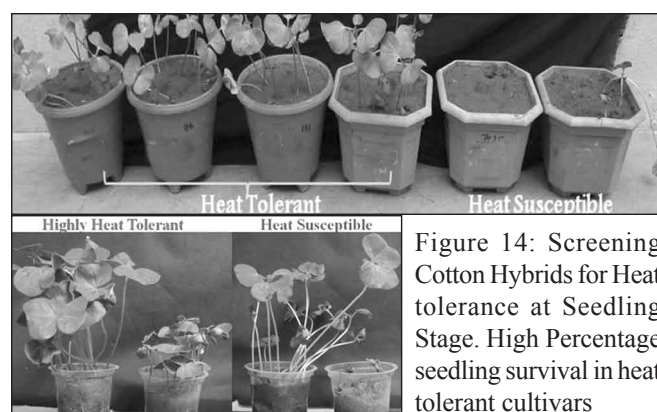 Heat Tolerant
Heat Susceptible
Highly Heat Tolerant
Heat Susceptible
Figure 14: Screening
Cotton Hybrids for Heat
tolerance at Seedling
Stage. High Percentage
seedling survival in heat
tolerant cultivars